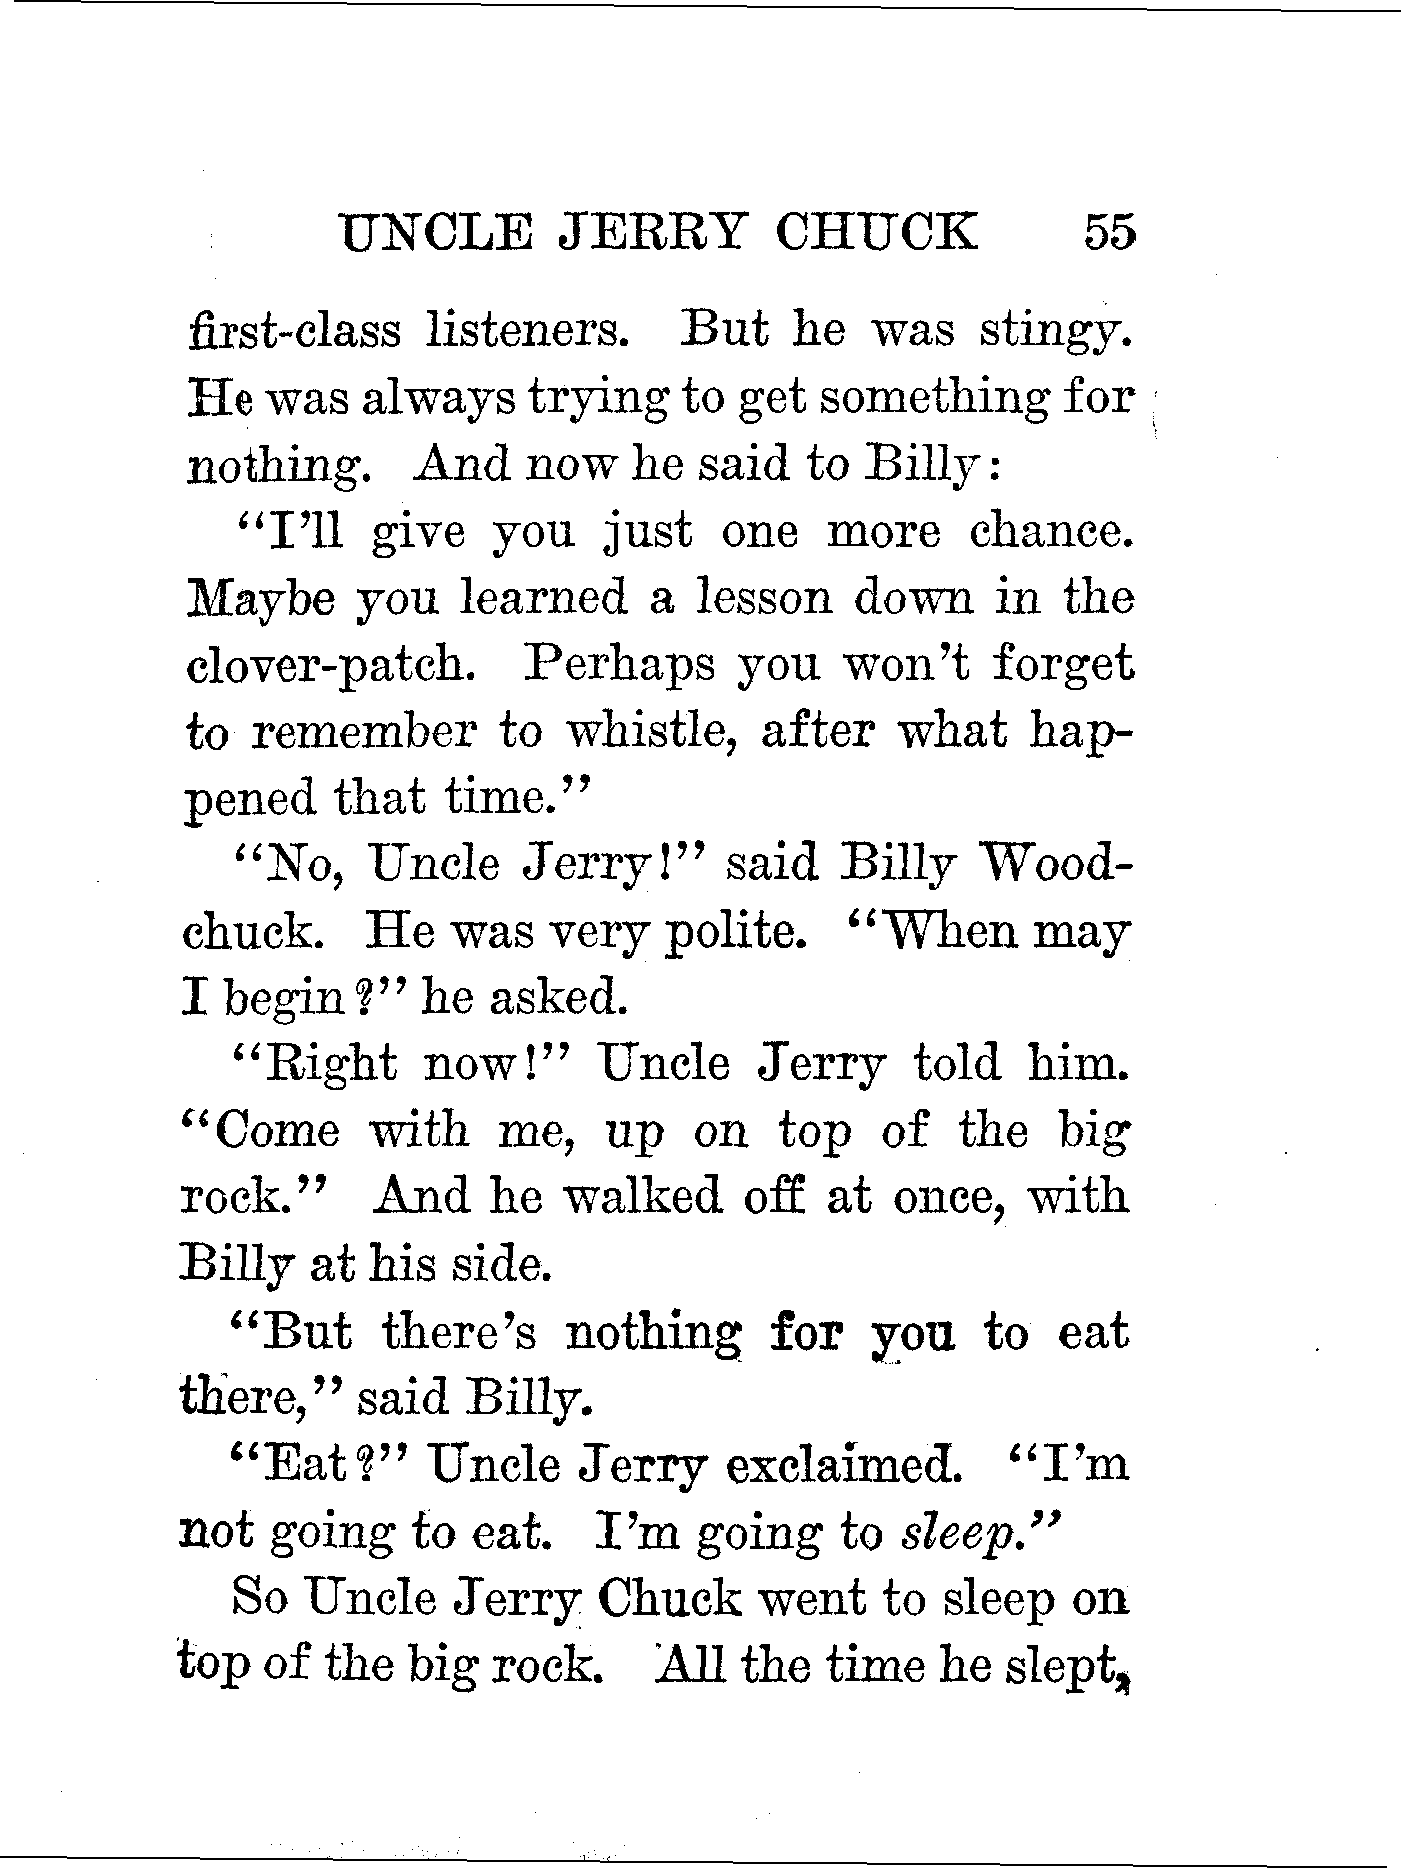 UNCLE JERRY CHUCK 55
first-class listeners. But he was stingy.
He was always trying to get something for
nothing. And now he said to Billy:
"I'll give you just one more chance.
Maybe you learned a lesson down in the
clover-patch. Perhaps you won't forget
to remember to whistle, after what hap-
pened that time."
"No, Uncle Jerry!" said Billy Wood-
chuck. He was very polite. "When may
I begin?" he asked.
"Right now!" Uncle Jerry told him.
"Come with me, up on top of the big
rock." And he walked off at once, with
Billy at his side.
"But there's nothing for you to eat
there," said Billy.
"Eat?" Uncle Jerry exclaimed. "I'm
not going to eat. I'm going to sleep."
So Uncle Jerry Chuck went to sleep on
top of the big rock. All the time he slept,